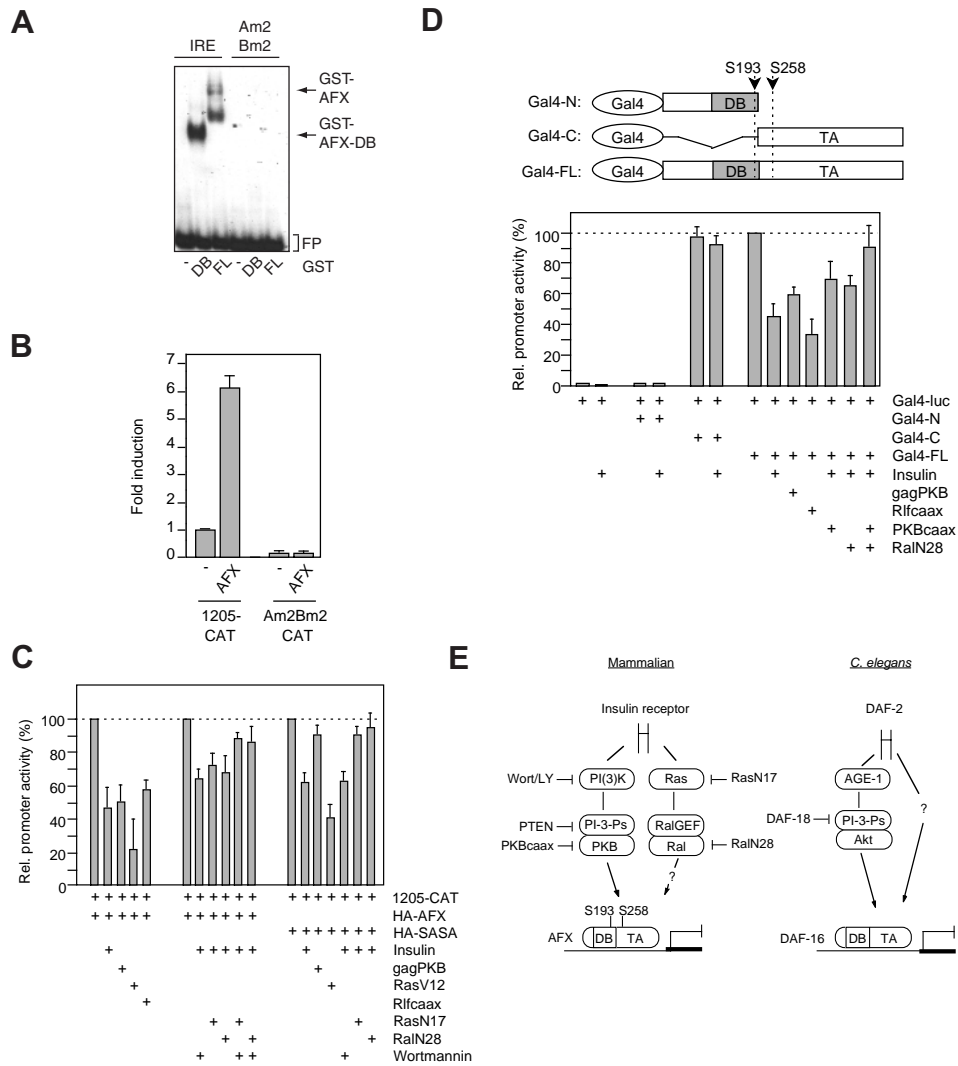 A
IRE
Am2
Bm2
GST-
AFX
GST-
AFX-DB
FP
- DB FL - DB FL GST
B
Fold induction
7
6
5
4
3
2
1
0
- AFX - AFX
1205-
CAT
Am2Bm2
CAT
C
Rel. promoter activity (%)
100
80
60
40
20
0
+ + + + + + + + + + + + + + + + + 1205-CAT
+ + + + + + + + + + HA-AFX
+ + + + + + + HA-SASA
+ + + + + + + + + + Insulin
+ + gagPKB
+ + RasV12
+ Rlfcaax
+ + + RasN17
+ + + RalN28
+ + + + Wortmannin
D
S193 S258
Gal4-N: Gal4 DB
Gal4-C: Gal4 TA
Gal4-FL: Gal4 DB TA
Rel. promoter activity (%)
100
80
60
40
20
0
+ + + + + + + + + + + + + Gal4-luc
+ + Gal4-N
+ + Gal4-C
+ + + + + + + Gal4-FL
+ + + + + + + Insulin
+ gagPKB
+ Rlfcaax
+ + PKBcaax
+ + RalN28
E
Mammalian
Insulin receptor
Wort/LY PI(3)K Ras RasN17
PTEN PI-3-Ps RalGEF
PKBcaax PKB Ral RalN28
?
S193 S258
AFX DB TA
C. elegans
DAF-2
AGE-1
?
DAF-18 PI-3-Ps
Akt
DAF-16 DB TA